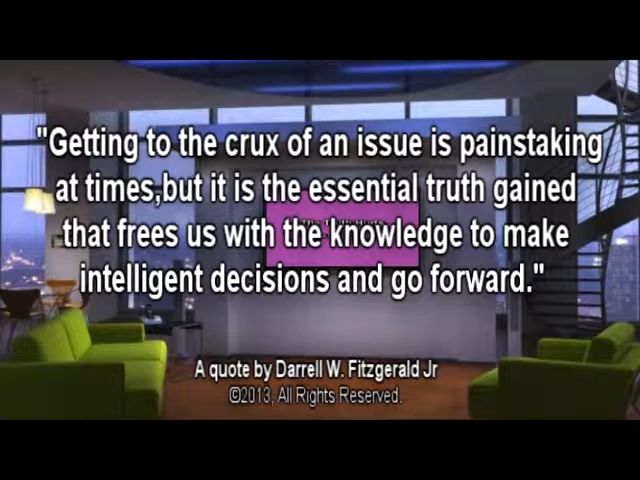 "Getting to the crux of an issue is painstaking
at times,but it is the essential truth gained
that frees us with the knowledge to make
intelligent decisions and go forward."
A quote by Darrell W. Fitzgerald Jr
©2013, All Rights Reserved.